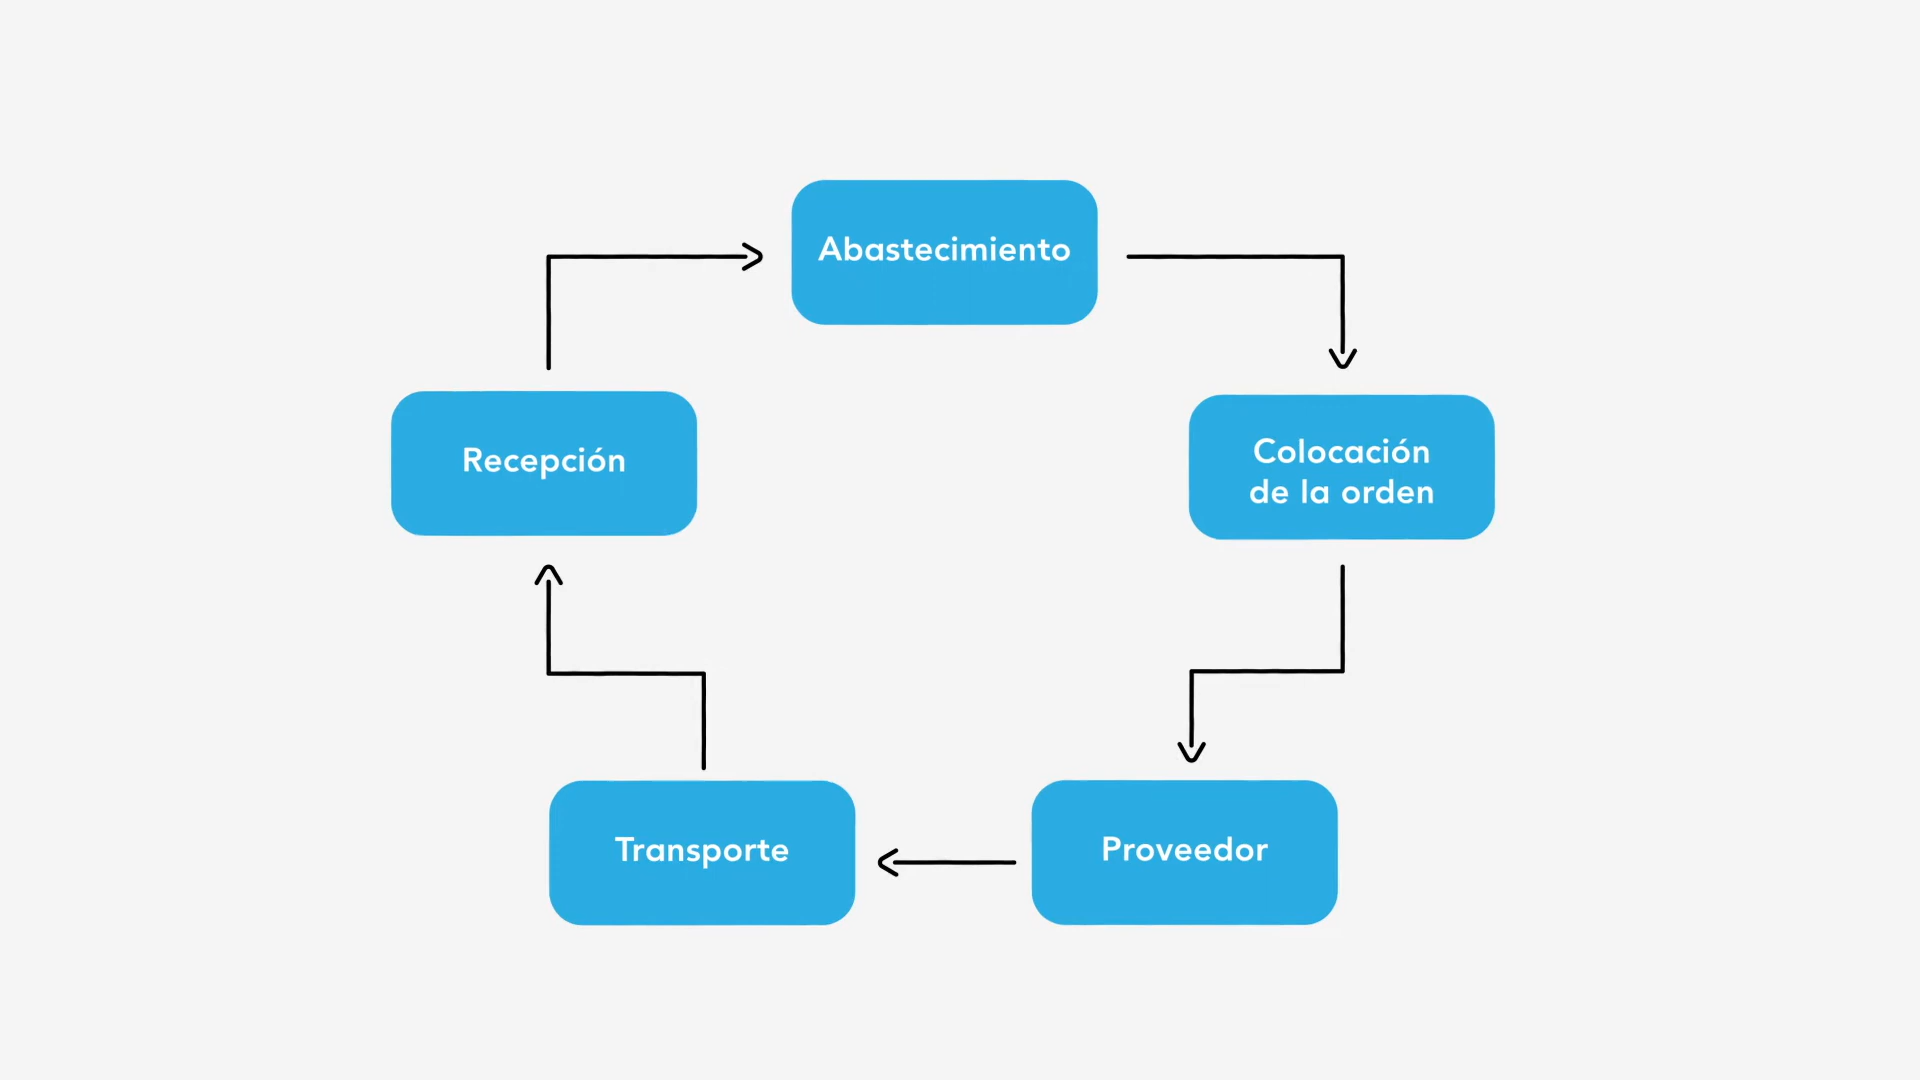 Abastecimiento
Recepción
Colocación
de la orden
Transporte
Proveedor